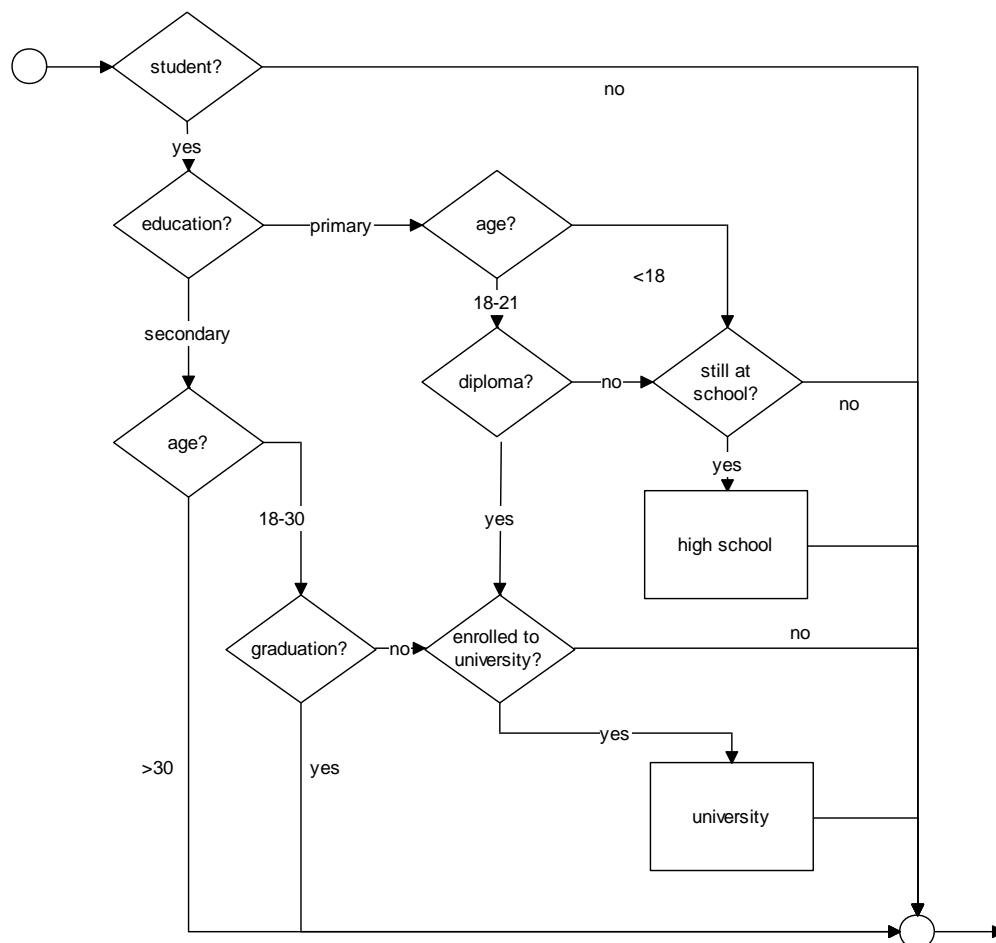 student?
no
yes
education?
primary
age?
<18
18-21
secondary
diploma?
no
still at
school?
no
age?
yes
18-30
yes
high school
graduation?
no
enrolled to
university?
no
yes
>30
yes
university